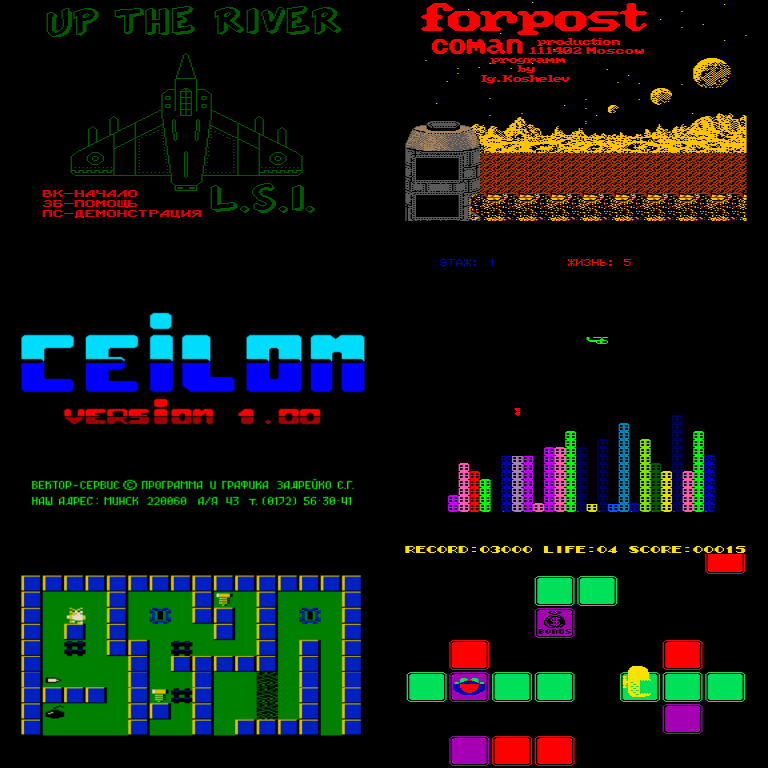 UP THE RIVER
L.S.I.
ВК-НАЧАЛО
ЗБ-ПОМОЩЬ
ПС-ДЕМОНСТРАЦИЯ
forpost
coman production
111402 Moscow
programm
by
Ig.Koshelev
CEILON
VERSION 1.00
ВЕКТОР-СЕРВИС © ПРОГРАММА И ГРАФИКА ЗАДРЕЙКО С.Г.
НАШ АДРЕС: МИНСК 220060 А/Я 43 т.(0172) 56-30-41
ЭТАЖ: 1 ЖИЗНЬ: 5
RECORD:03000 LIFE:04 SCORE:00015
BONUS